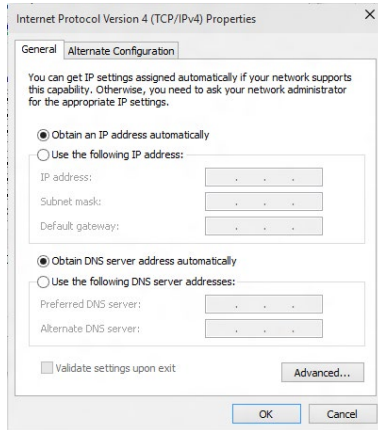 Internet Protocol Version 4 (TCP/IPv4) Properties
General
Alternate Configuration
You can get IP settings assigned automatically if your network supports
this capability. Otherwise, you need to ask your network administrator
for the appropriate IP settings.
Obtain an IP address automatically
Use the following IP address:
IP address:
Subnet mask:
Default gateway:
Obtain DNS server address automatically
Use the following DNS server addresses:
Preferred DNS server:
Alternate DNS server:
Validate settings upon exit
Advanced...
OK
Cancel